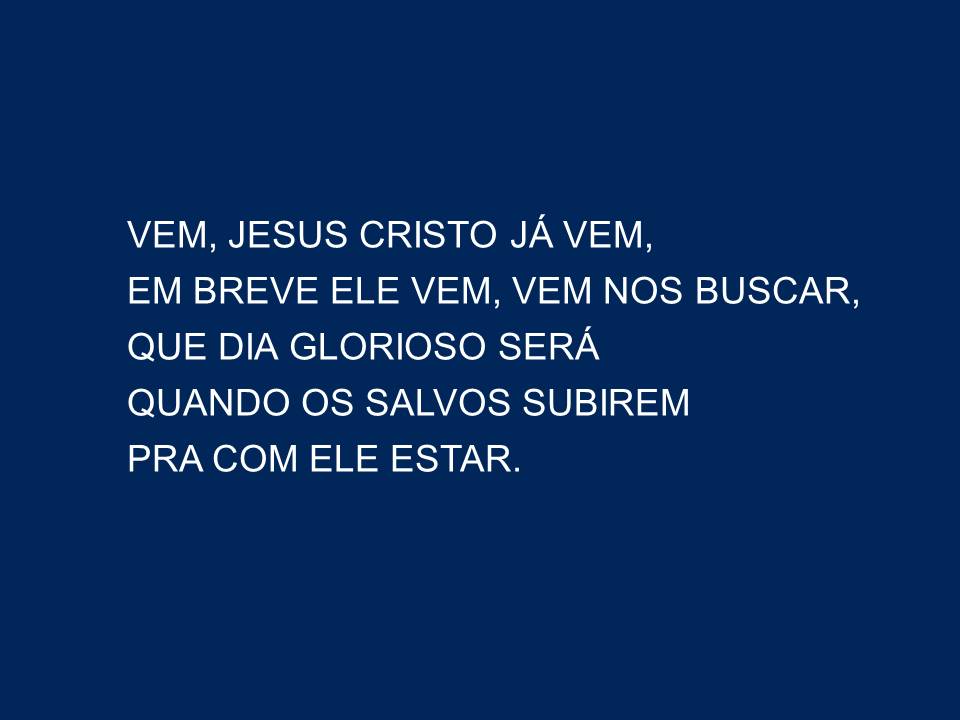 VEM, JESUS CRISTO JÁ VEM,
EM BREVE ELE VEM, VEM NOS BUSCAR,
QUE DIA GLORIOSO SERÁ
QUANDO OS SALVOS SUBIREM
PRA COM ELE ESTAR.